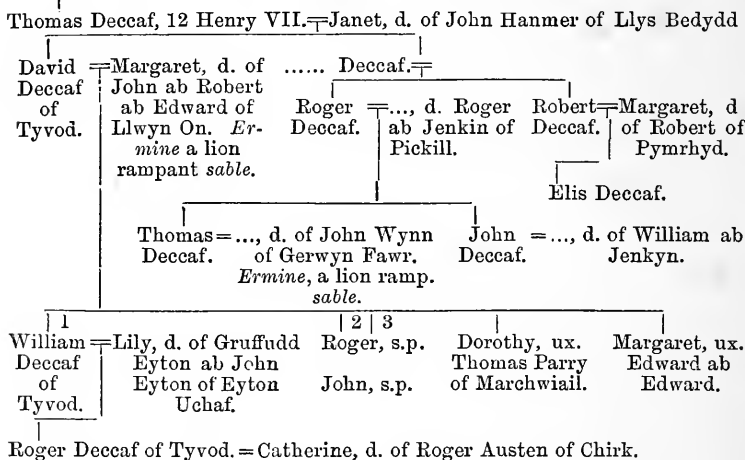 Thomas Deccaf, 12 Henry VII.=Janet, d. of John Hanmer of Llys Bedydd
David =Margaret, d. of ...... Deccaf.=
Deccaf John ab Robert
of ab Edward of Roger =..., d. Roger Robert=Margaret, d
Tyvod. Llwyn On. Er- Deccaf. ab Jenkin of Deccaf. of Robert of
mine a lion Pickill. Pymrhyd.
rampant sable.
Elis Deccaf.
Thomas=..., d. of John Wynn John =..., d. of William ab
Deccaf. of Gerwyn Fawr. Deccaf. Jenkyn.
Ermine, a lion ramp.
sable.
1 2 3
William=Lily, d. of Gruffudd Roger, s.p. Dorothy, ux. Margaret, ux.
Deccaf Eyton ab John Thomas Parry Edward ab
of Eyton of Eyton John, s.p. of Marchwiail. Edward.
Tyvod. Uchaf.
Roger Deccaf of Tyvod.=Catherine, d. of Roger Austen of Chirk.